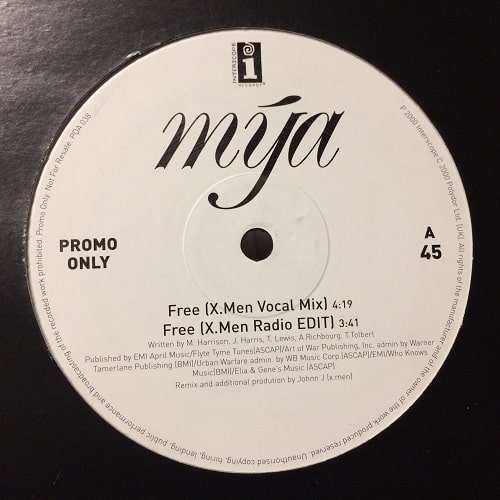 INTERSCOPE
i
RECORDS
mýa
PROMO
ONLY
A
45
Free (X.Men Vocal Mix) 4:19
Free (X.Men Radio EDIT) 3:41
Written by M. Harrison, J. Harris, T. Lewis, A Richbourg, T.Tolbert
Published by EMI April Music/Flyte Tyme Tunes(ASCAP)/Art of War Publishing, Inc. admin by Warner
Tamerlane Publishing (BMI)/Urban Warfare admin. by WB Music Corp.(ASCAP)/EMI/Who Knows
Music(BMI)/Elia & Gene's Music (ASCAP)
Remix and additional prodution by Johnn J (x.men)
P 2000 Interscope © 2000 Polydor Ltd. (UK). All rights of the manufacturer and of the owner of the work produced reserved. Unauthorised copying, hiring, lending, public performance and broadcasting of the recorded work prohibited. Promo Only. Not For Resale. PDA 038